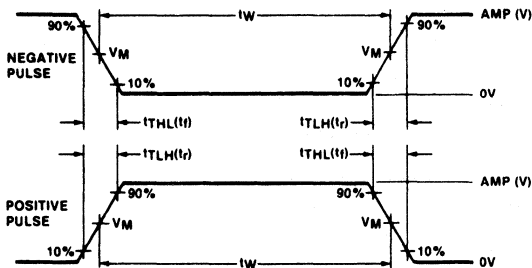 tW
AMP (V)
90%
90%
NEGATIVE
PULSE
VM
VM
10%
10%
0V
tTHL(tf)
tTLH(tr)
tTLH(tr)
tTHL(tf)
AMP (V)
90%
90%
POSITIVE
PULSE
VM
VM
10%
10%
tW
0V